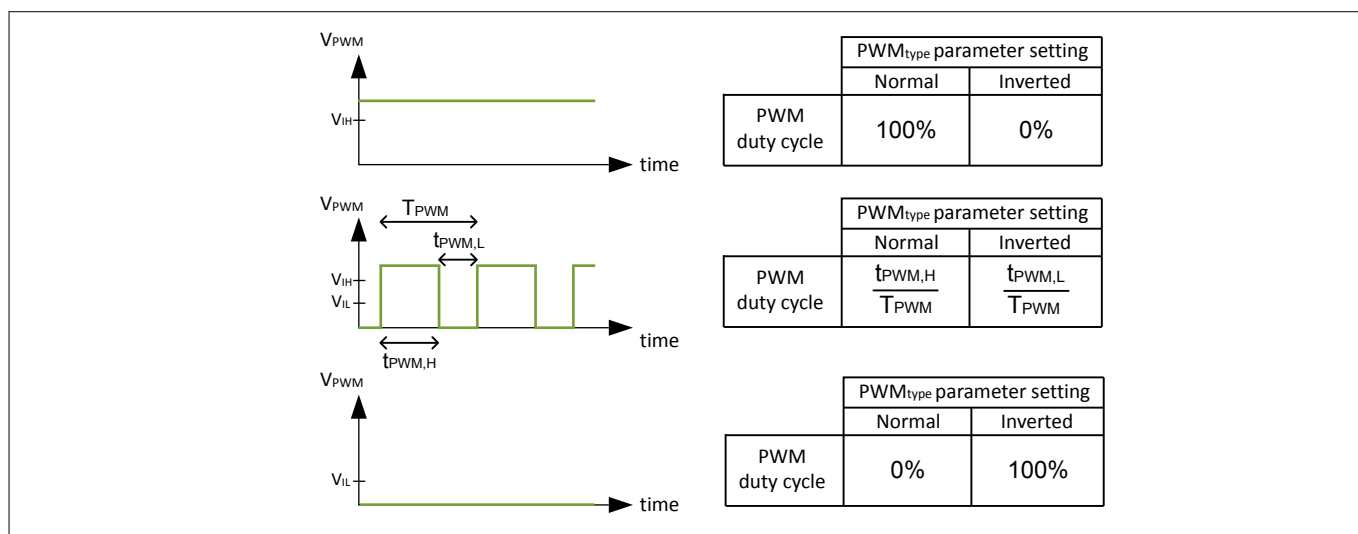 VPWM
VIH
time
PWMtype parameter setting
Normal Inverted
PWM
duty cycle
100% 0%
VPWM
TPWM
tPWM,L
VIH
VIL
time
tPWM,H
PWMtype parameter setting
Normal Inverted
PWM
duty cycle
tPWM,H
TPWM
tPWM,L
TPWM
VPWM
VIL
time
PWMtype parameter setting
Normal Inverted
PWM
duty cycle
0% 100%